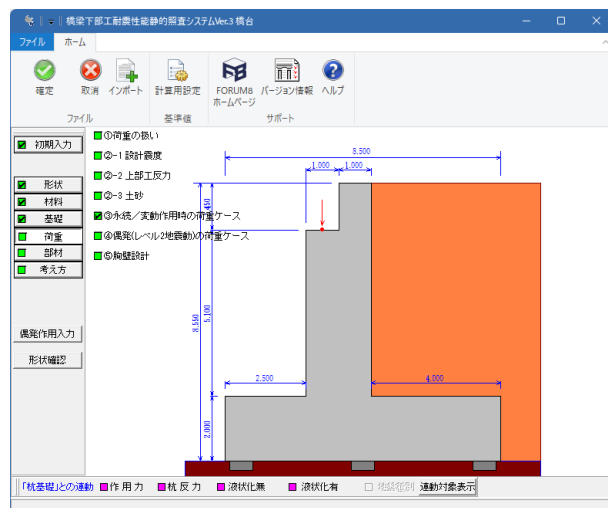 橋梁下部工耐震性能静的照査システムVer.3 橋台
ファイル ホーム
確定 取消 インポート 計算用設定 FORUM8 ホームページ バージョン情報 ヘルプ
ファイル 基準値 サポート
初期入力
形状
材料
基礎
荷重
部材
考え方
偶発作用入力
形状確認
①荷重の扱い
②-1 設計震度
②-2 上部工反力
②-3 土砂
③永続/変動作用時の荷重ケース
④偶発(レベル2地震動)の荷重ケース
⑤胸壁設計
8.500
1.000 1.000
1.450
8.550
5.100
2.500
4.000
2.000
「杭基礎」との連動 作用力 杭反力 液状化無 液状化有 地盤種別 連動対象表示